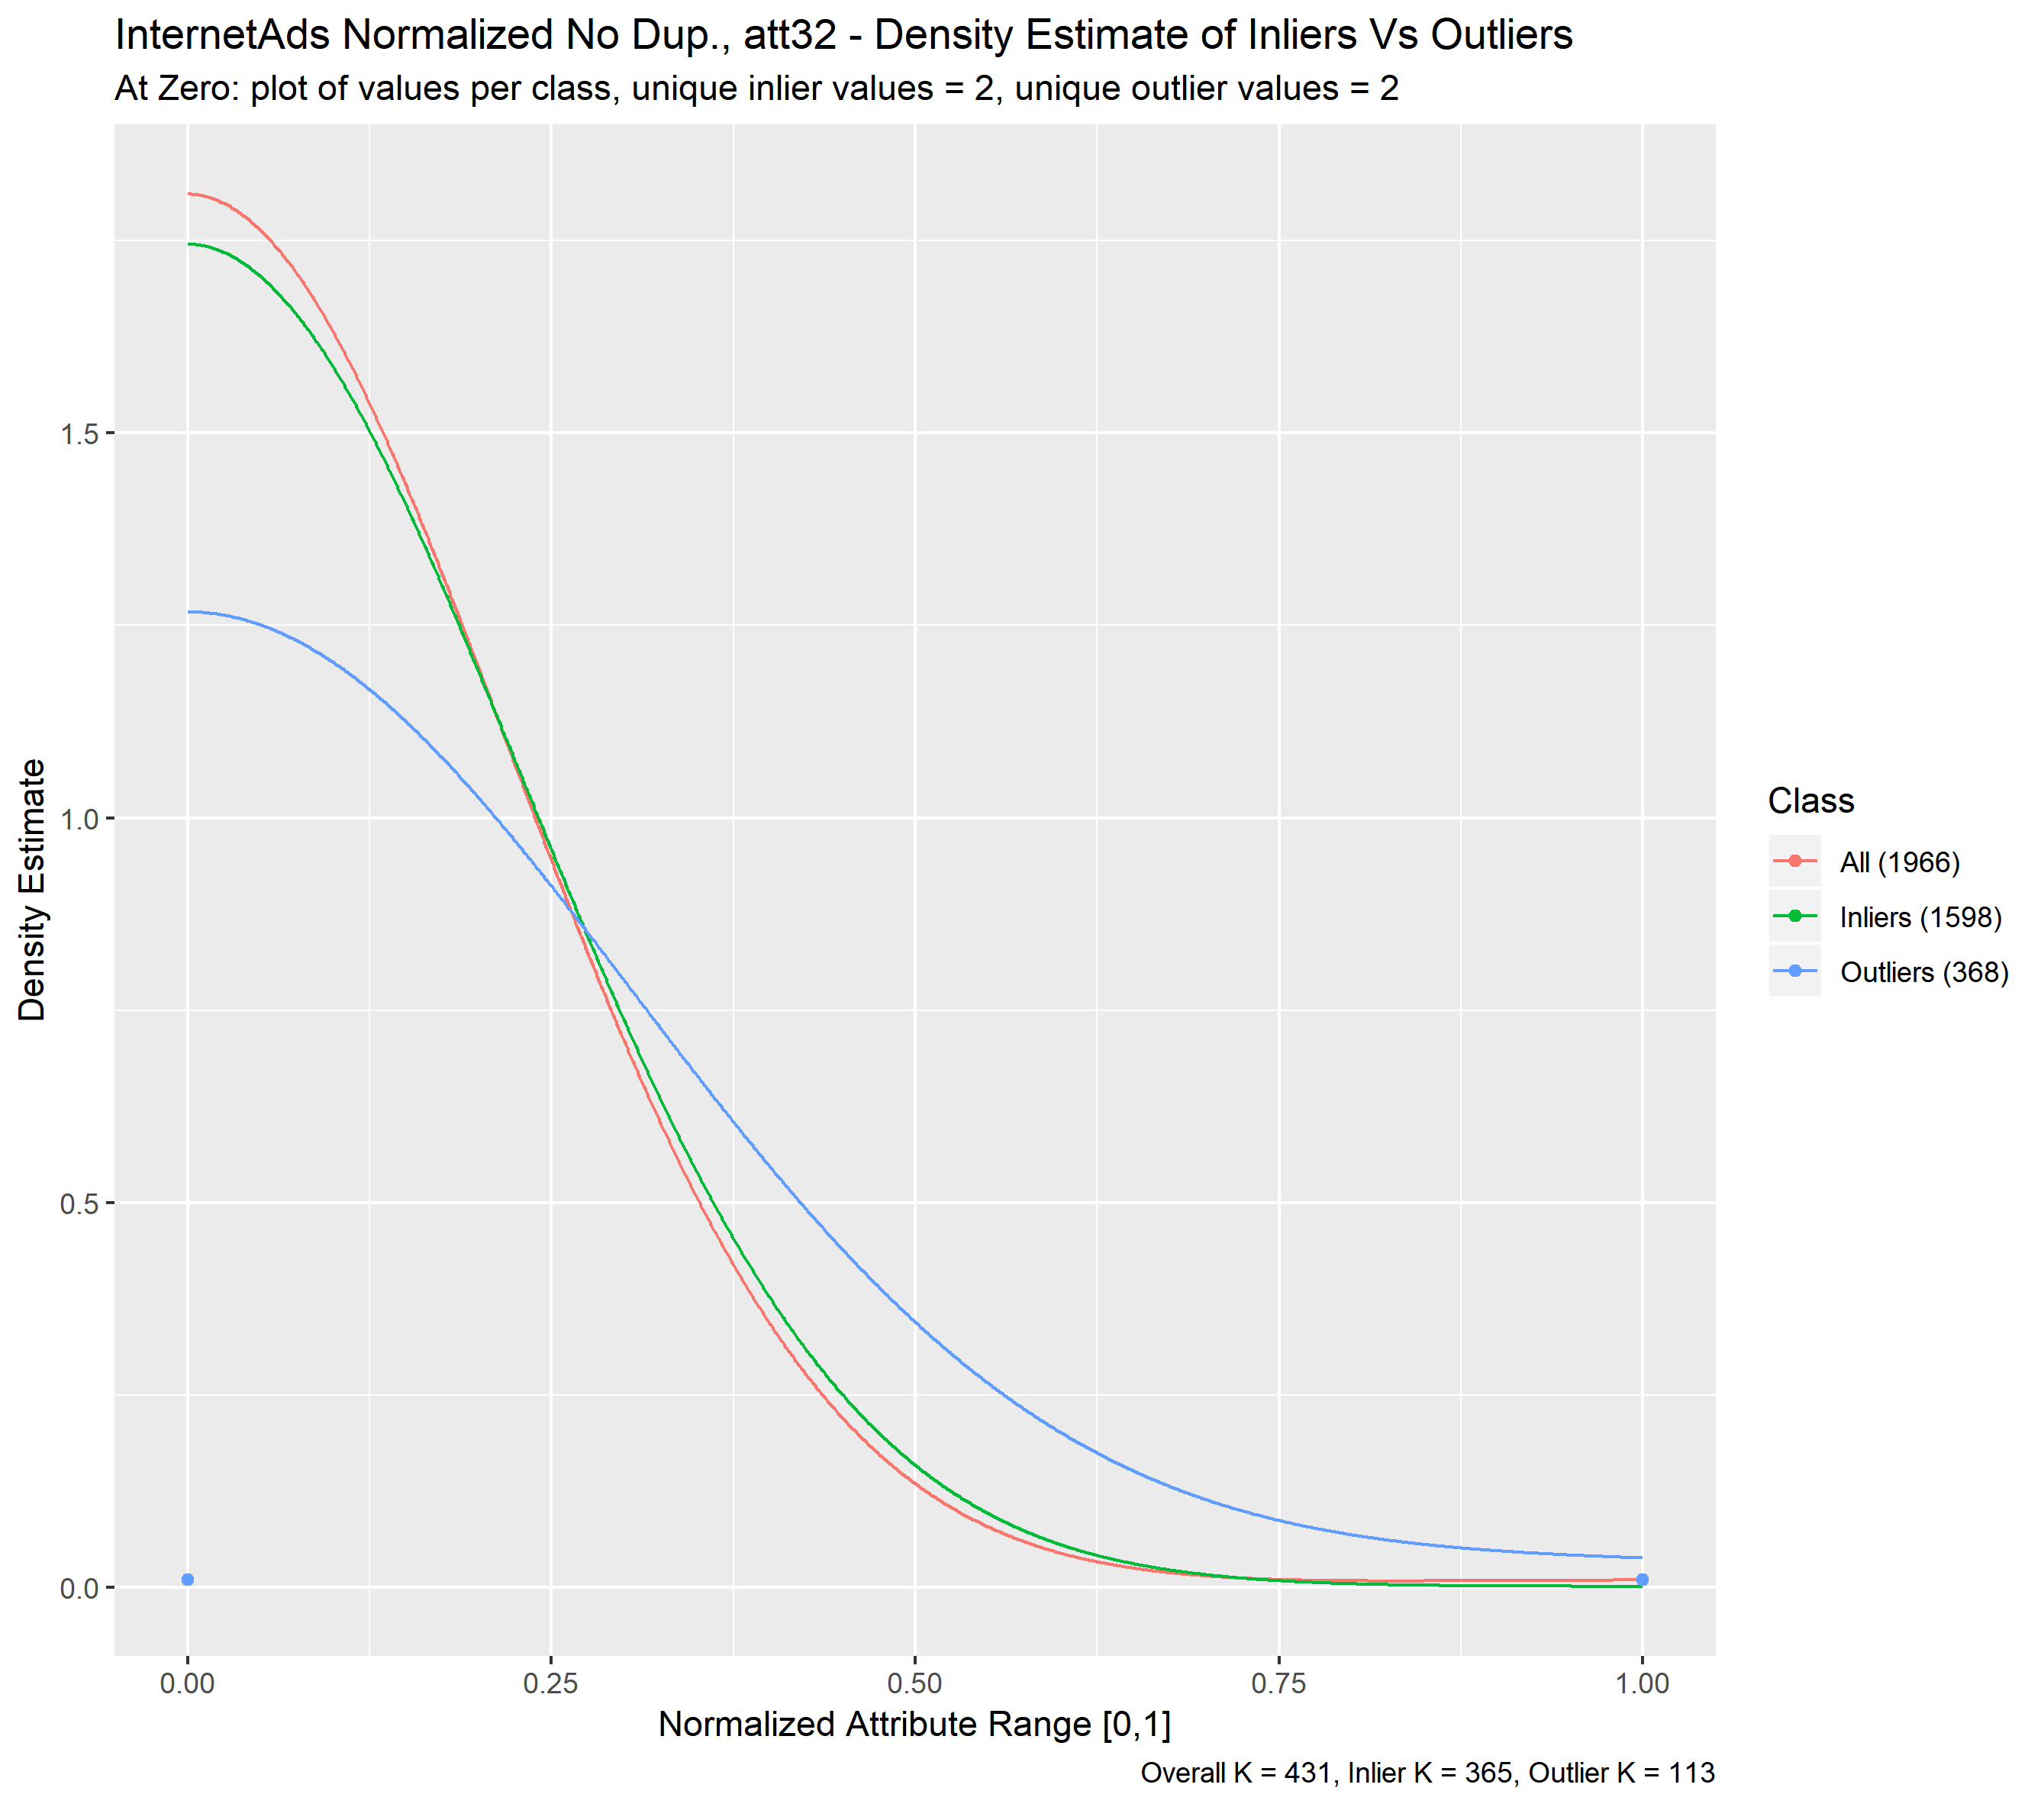 InternetAds Normalized No Dup., att32 - Density Estimate of Inliers Vs Outliers
At Zero: plot of values per class, unique inlier values = 2, unique outlier values = 2
Density Estimate
1.5
1.0
0.5
0.0
0.00
0.25
0.50
0.75
1.00
Normalized Attribute Range [0,1]
Overall K = 431, Inlier K = 365, Outlier K = 113
Class
All (1966)
Inliers (1598)
Outliers (368)